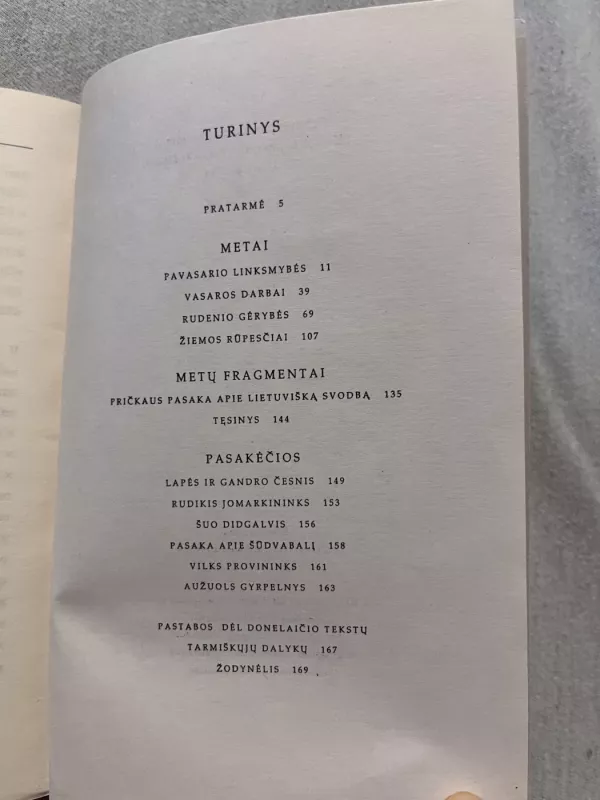 TURINYS
PRATARMĖ 5
METAI
PAVASARIO LINKSMYBĖS 11
VASAROS DARBAI 39
RUDENIO GĖRYBĖS 69
ŽIEMOS RŪPESČIAI 107
METŲ FRAGMENTAI
PRIČKAUS PASAKA APIE LIETUVIŠKĄ SVODBĄ 135
TĘSINYS 144
PASAKĖČIOS
LAPĖS IR GANDRO ČESNIS 149
RUDIKIS JOMARKININKS 153
ŠUO DIDGALVIS 156
PASAKA APIE ŠŪDVABALĮ 158
VILKS PROVININKS 161
AUŽUOLS GYRPELNYS 163
PASTABOS DĖL DONELAIČIO TEKSTŲ
TARMIŠKŲJŲ DALYKŲ 167
ŽODYNĖLIS 169